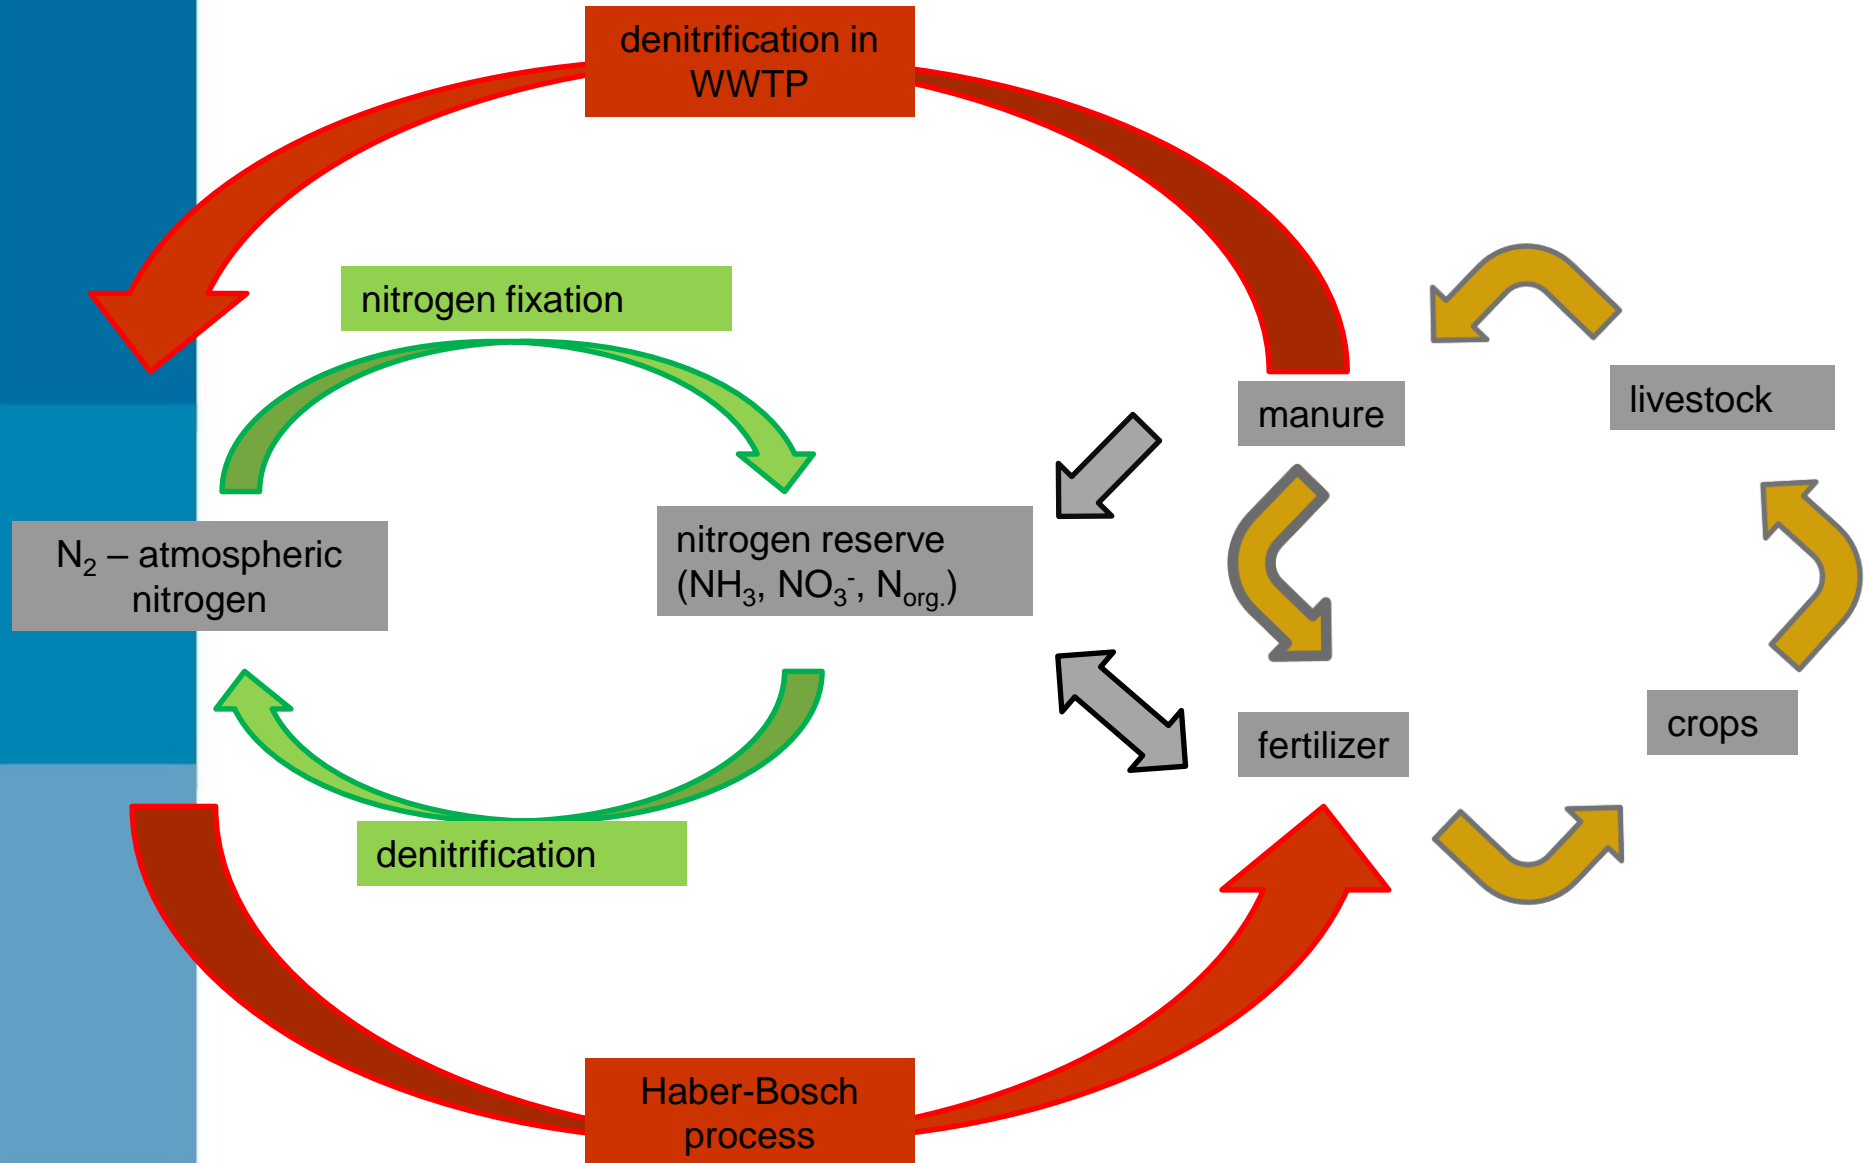 denitrification in
WWTP
nitrogen fixation
manure
livestock
N₂ – atmospheric
nitrogen
nitrogen reserve
(NH₃, NO₃⁻, Norg.)
fertilizer
crops
denitrification
Haber-Bosch
process